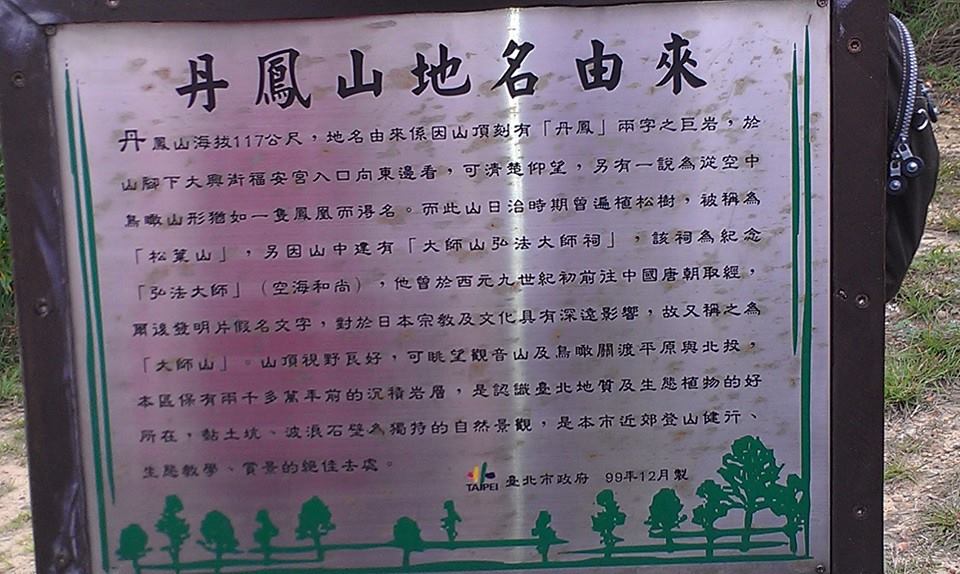 丹鳳山地名由來
丹鳳山海拔117公尺，地名由來係因山頂刻有「丹鳳」兩字之巨岩，於
山腳下大興街福安宮入口向東邊看，可清楚仰望，另有一說為從空中
鳥瞰山形猶如一隻鳳凰而得名。而此山日治時期曾遍植松樹，被稱為
「松葉山」，另因山中建有「大師山弘法大師祠」，該祠為紀念
「弘法大師」（空海和尚），他曾於西元九世紀初前往中國唐朝取經，
爾後發明片假名文字，對於日本宗教及文化具有深遠影響，故又稱之為
「大師山」。山頂視野良好，可眺望觀音山及鳥瞰關渡平原與北投，
本區保有兩千多萬年前的沉積岩層，是認識臺北地質及生態植物的好
所在，黏土坑、波浪石壁為獨特的自然景觀，是本市近郊登山健行、
生態教學、賞景的絕佳去處。
TAIPEI 臺北市政府 99年12月製